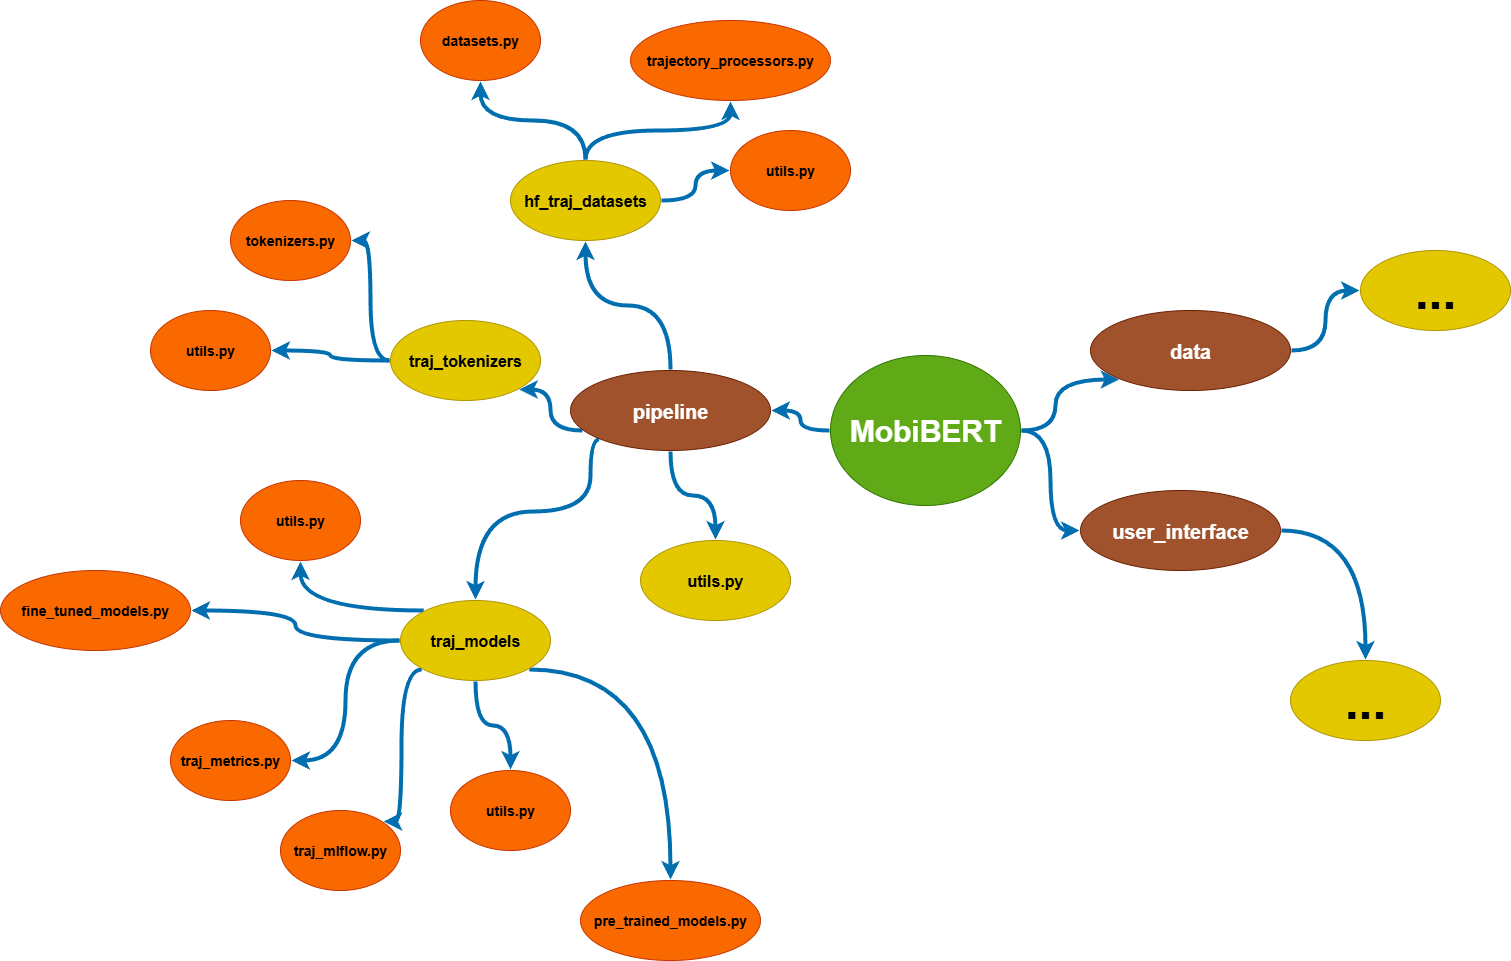 datasets.py
trajectory_processors.py
utils.py
hf_traj_datasets
tokenizers.py
utils.py
traj_tokenizers
pipeline
MobiBERT
data
...
user_interface
...
utils.py
utils.py
fine_tuned_models.py
traj_models
traj_metrics.py
traj_mlflow.py
utils.py
pre_trained_models.py